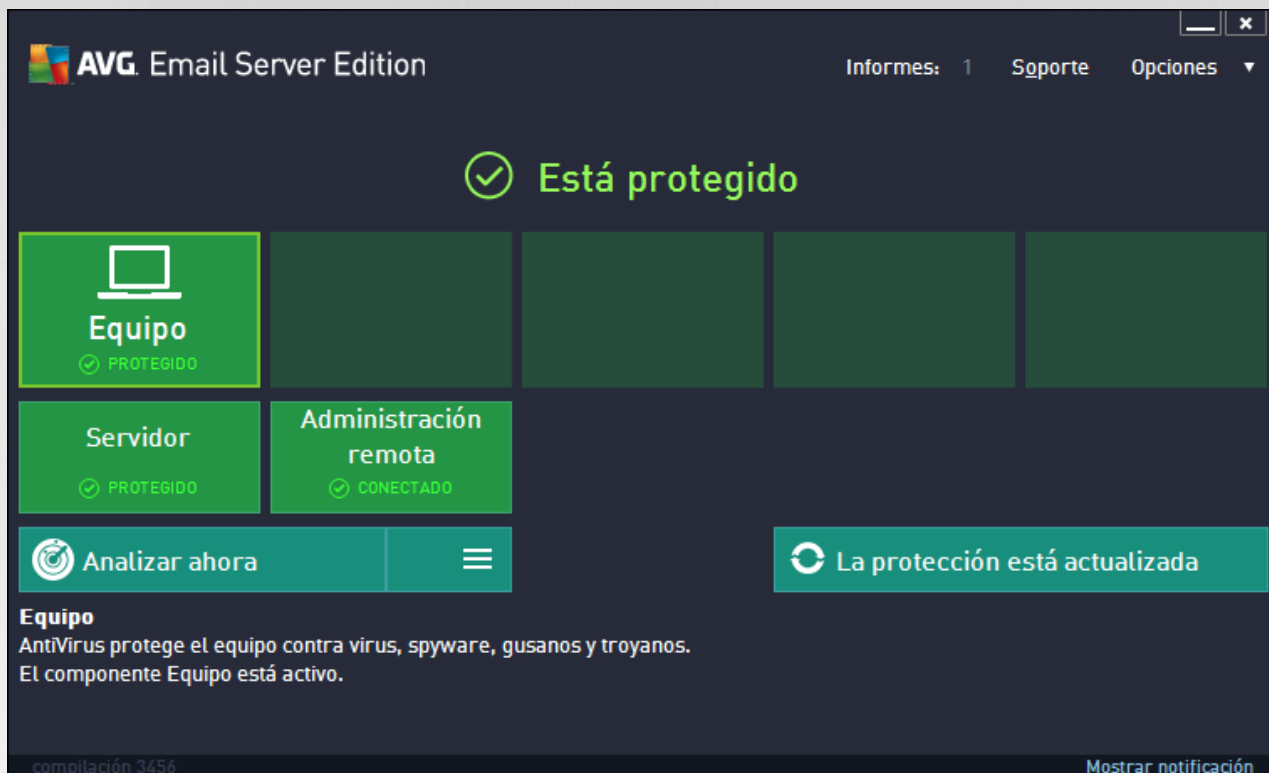 AVG. Email Server Edition
Informes: 1 Soporte Opciones
Está protegido
Equipo
PROTEGIDO
Servidor
PROTEGIDO
Administración
remota
CONECTADO
Analizar ahora
La protección está actualizada
Equipo
AntiVirus protege el equipo contra virus, spyware, gusanos y troyanos.
El componente Equipo está activo.
compilación 3456
Mostrar notificación